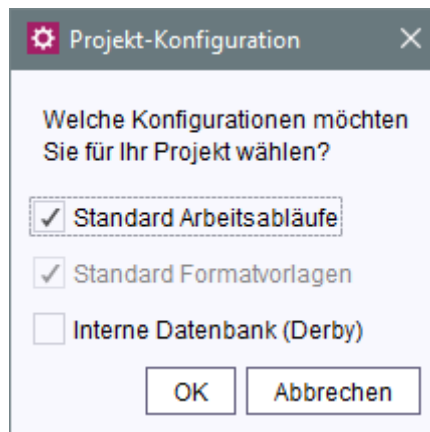 Projekt-Konfiguration
Welche Konfigurationen möchten
Sie für Ihr Projekt wählen?
Standard Arbeitsabläufe
Standard Formatvorlagen
Interne Datenbank (Derby)
OK Abbrechen